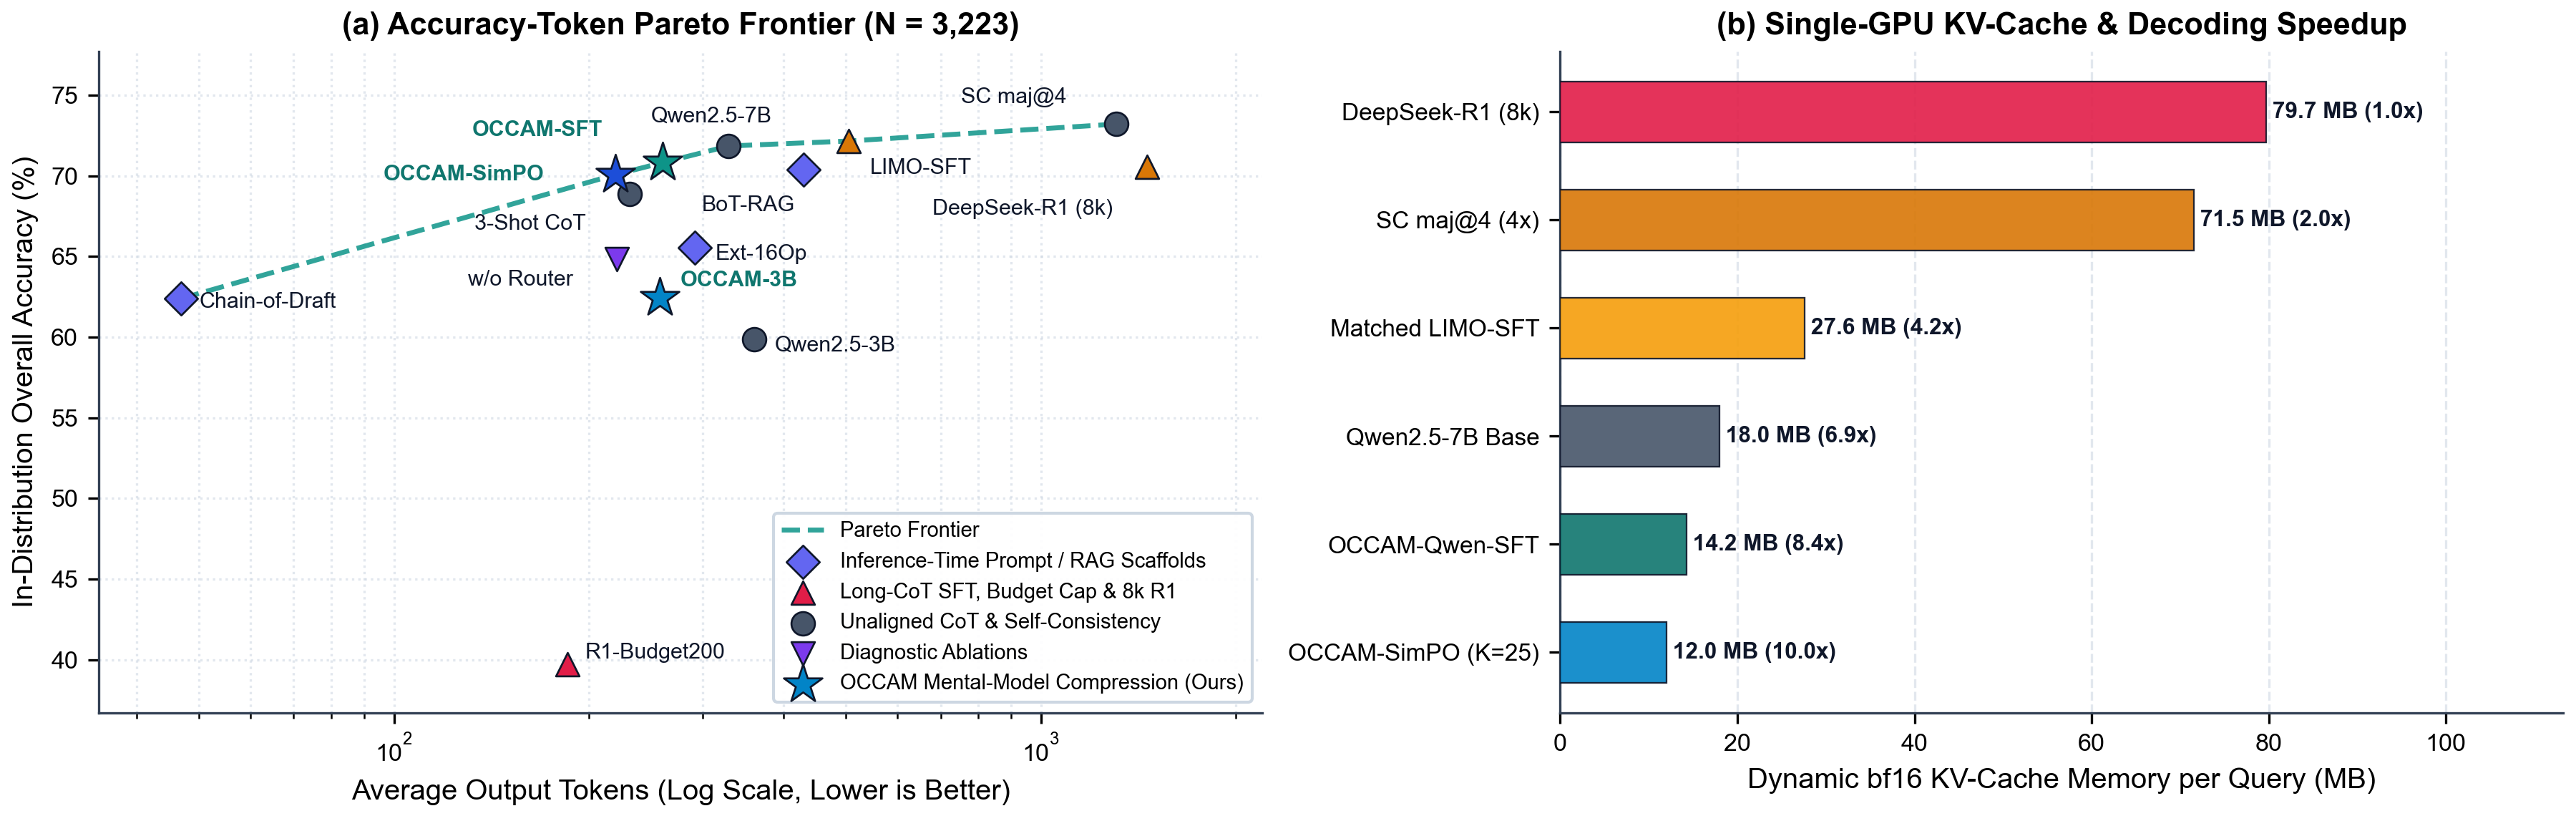 (a) Accuracy-Token Pareto Frontier (N = 3,223)
In-Distribution Overall Accuracy (%)
75
70
65
60
55
50
45
40
SC maj@4
Qwen2.5-7B
OCCAM-SFT
OCCAM-SimPO
LIMO-SFT
BoT-RAG
DeepSeek-R1 (8k)
3-Shot CoT
Ext-16Op
w/o Router
OCCAM-3B
Chain-of-Draft
Qwen2.5-3B
R1-Budget200
Pareto Frontier
Inference-Time Prompt / RAG Scaffolds
Long-CoT SFT, Budget Cap & 8k R1
Unaligned CoT & Self-Consistency
Diagnostic Ablations
OCCAM Mental-Model Compression (Ours)
10²
10³
Average Output Tokens (Log Scale, Lower is Better)
(b) Single-GPU KV-Cache & Decoding Speedup
DeepSeek-R1 (8k)
79.7 MB (1.0x)
SC maj@4 (4x)
71.5 MB (2.0x)
Matched LIMO-SFT
27.6 MB (4.2x)
Qwen2.5-7B Base
18.0 MB (6.9x)
OCCAM-Qwen-SFT
14.2 MB (8.4x)
OCCAM-SimPO (K=25)
12.0 MB (10.0x)
0
20
40
60
80
100
Dynamic bf16 KV-Cache Memory per Query (MB)